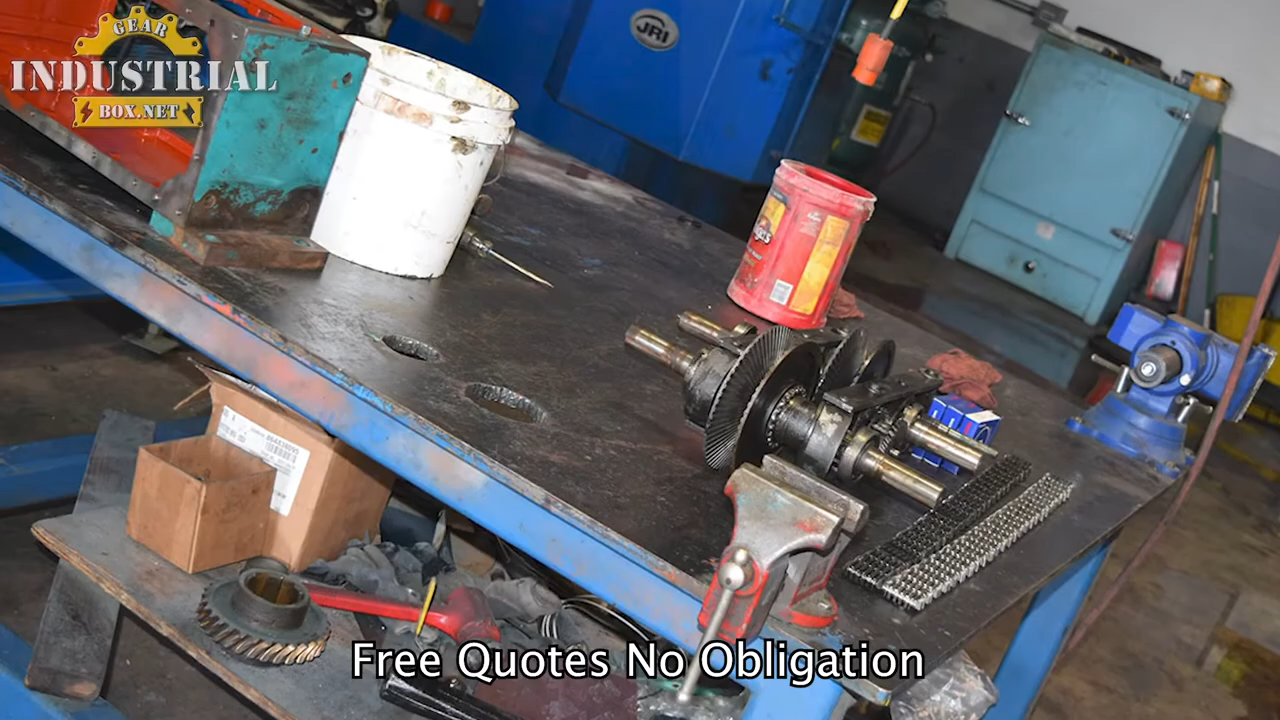 GEAR
INDUSTRIAL
BOX.NET
JRI
Free Quotes No Obligation